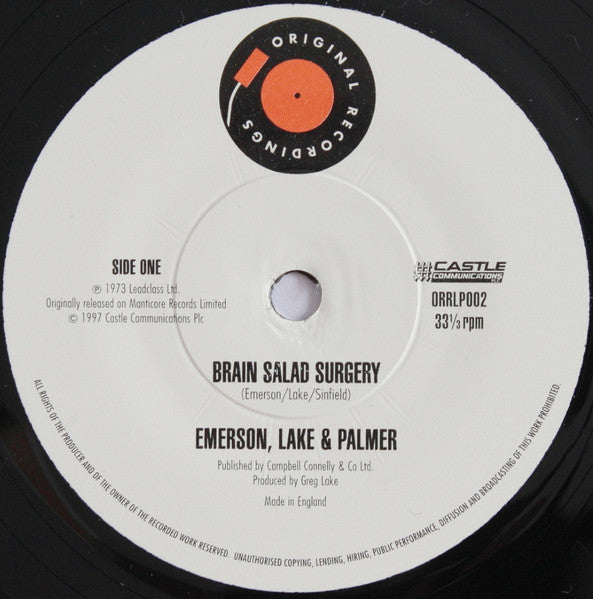 ORIGINAL RECORDINGS
SIDE ONE
℗ 1973 Leadclass Ltd.
Originally released on Manticore Records Limited
© 1997 Castle Communications Plc
CASTLE
COMMUNICATIONS
PLC
ORRLP002
33⅓ rpm
BRAIN SALAD SURGERY
(Emerson/Lake/Sinfield)
EMERSON, LAKE & PALMER
Published by Campbell Connelly & Co Ltd.
Produced by Greg Lake
Made in England
ALL RIGHTS OF THE PRODUCER AND OF THE OWNER OF THE RECORDED WORK RESERVED. UNAUTHORISED COPYING, LENDING, HIRING, PUBLIC PERFORMANCE, DIFFUSION AND BROADCASTING OF THIS WORK PROHIBITED.